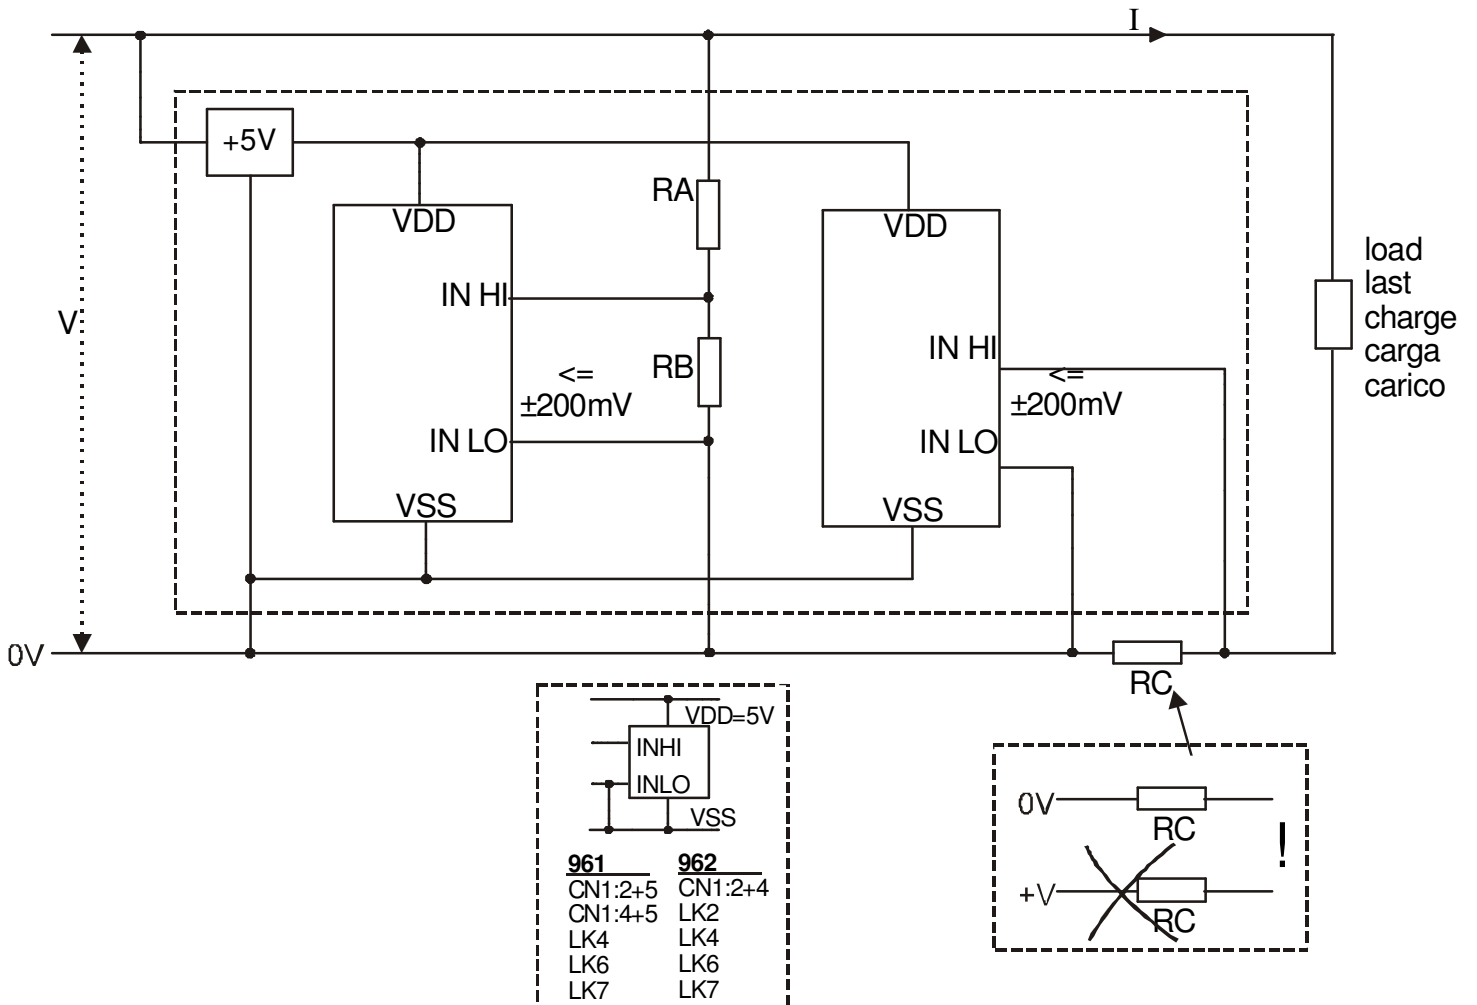 I
+5V
VDD
RA
VDD
IN HI
V
load
last
charge
carga
carico
IN HI
RB
<=
±200mV
<=
±200mV
IN LO
IN LO
VSS
VSS
0V
RC
VDD=5V
INHI
INLO
VSS
961 962
CN1:2+5 CN1:2+4
CN1:4+5 LK2
LK4 LK4
LK6 LK6
LK7 LK7
0V
RC
!
+V
RC